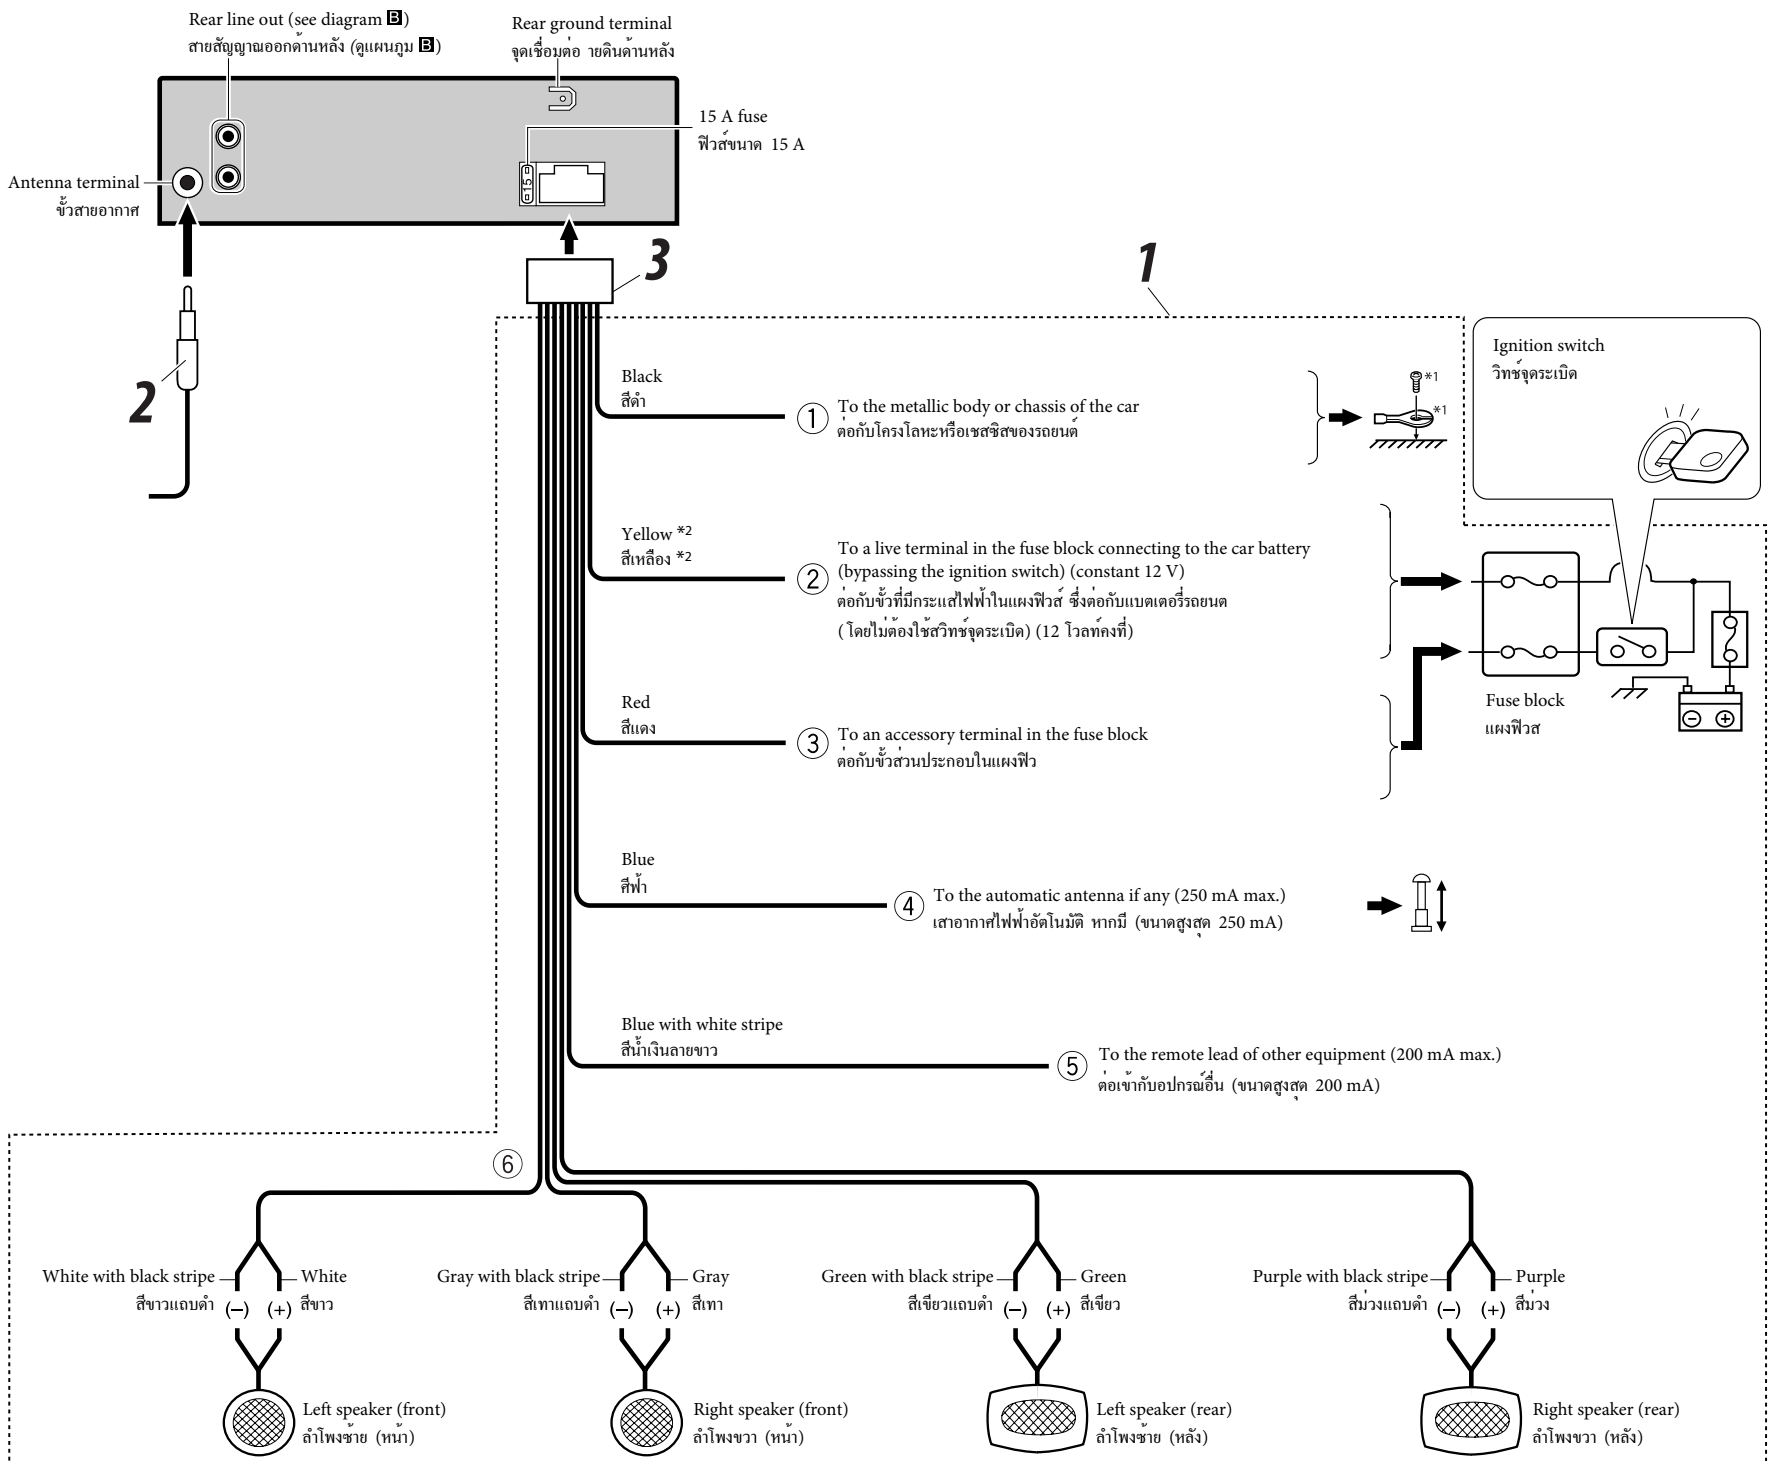 Rear line out (see diagram B)
สายสัญญาณออกด้านหลัง (ดูแผนภูม B)
Rear ground terminal
จุดเชื่อมต่อ ายดินด้านหลัง
15 A fuse
ฟิวส์ขนาด 15 A
Antenna terminal
ขั้วสายอากาศ
15
3
1
2
Ignition switch
วิทช์จุดระเบิด
Black
สีดำ
① To the metallic body or chassis of the car
ต่อกับโครงโลหะหรือเชสซิสของรถยนต์
*1
*1
Yellow *2
สีเหลือง *2
② To a live terminal in the fuse block connecting to the car battery
(bypassing the ignition switch) (constant 12 V)
ต่อกับขั้วที่มีกระแสไฟฟ้าในแผงฟิวส์ ซึ่งต่อกับแบตเตอรี่รถยนต
(โดยไม่ต้องใช้สวิทช์จุดระเบิด) (12 โวลท์คงที่)
Red
สีแดง
③ To an accessory terminal in the fuse block
ต่อกับขั้วส่วนประกอบในแผงฟิว
Fuse block
แผงฟิวส
Blue
สีฟ้า
④ To the automatic antenna if any (250 mA max.)
เสาอากาศไฟฟ้าอัตโนมัติ หากมี (ขนาดสูงสุด 250 mA)
Blue with white stripe
สีน้ำเงินลายขาว
⑤ To the remote lead of other equipment (200 mA max.)
ต่อเข้ากับอปกรณ์อื่น (ขนาดสูงสุด 200 mA)
⑥
White with black stripe
สีขาวแถบดำ (−)
White
(+) สีขาว
Gray with black stripe
สีเทาแถบดำ (−)
Gray
(+) สีเทา
Green with black stripe
สีเขียวแถบดำ (−)
Green
(+) สีเขียว
Purple with black stripe
สีม่วงแถบดำ (−)
Purple
(+) สีม่วง
Left speaker (front)
ลำโพงซ้าย (หน้า)
Right speaker (front)
ลำโพงขวา (หน้า)
Left speaker (rear)
ลำโพงซ้าย (หลัง)
Right speaker (rear)
ลำโพงขวา (หลัง)